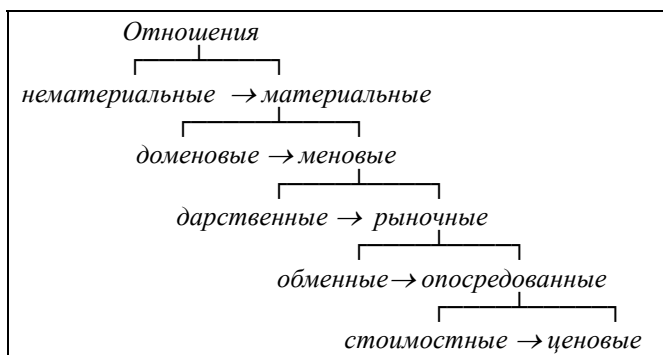 Отношения
нематериальные → материальные
доменовые → меновые
дарственные → рыночные
обменные → опосредованные
стоимостные → ценовые